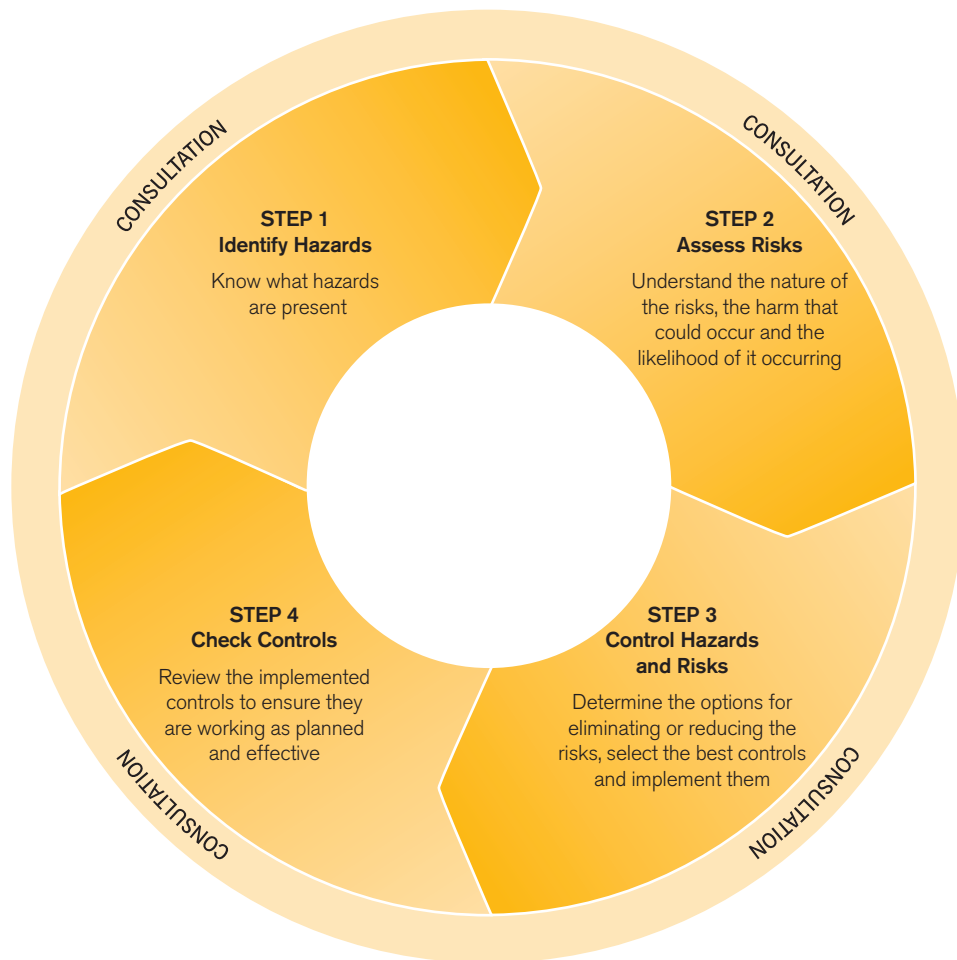 CONSULTATION
CONSULTATION
STEP 1
Identify Hazards
Know what hazards
are present
STEP 2
Assess Risks
Understand the nature of
the risks, the harm that
could occur and the
likelihood of it occurring
STEP 3
Control Hazards
and Risks
Determine the options for
eliminating or reducing the
risks, select the best controls
and implement them
STEP 4
Check Controls
Review the implemented
controls to ensure they
are working as planned
and effective
CONSULTATION
CONSULTATION